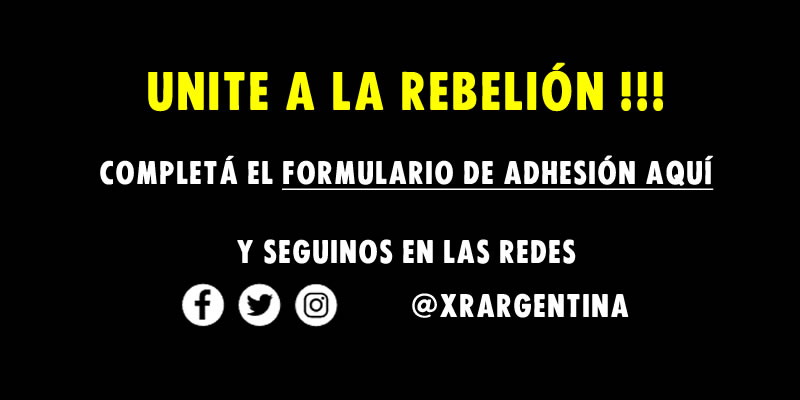 UNITE A LA REBELIÓN !!!
COMPLETÁ EL FORMULARIO DE ADHESIÓN AQUÍ
Y SEGUINOS EN LAS REDES
@XRARGENTINA